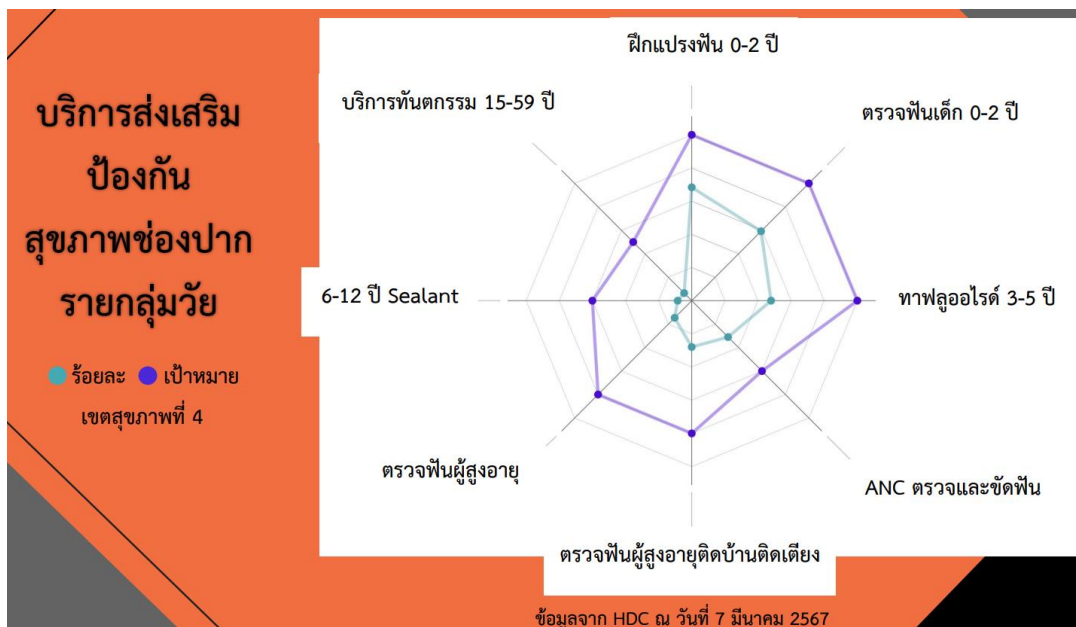 บริการส่งเสริม
ป้องกัน
สุขภาพช่องปาก
รายกลุ่มวัย
ร้อยละ เป้าหมาย
เขตสุขภาพที่ 4
ฝึกแปรงฟัน 0-2 ปี
บริการทันตกรรม 15-59 ปี
ตรวจฟันเด็ก 0-2 ปี
6-12 ปี Sealant
ทาฟลูออไรด์ 3-5 ปี
ตรวจฟันผู้สูงอายุ
ANC ตรวจและขัดฟัน
ตรวจฟันผู้สูงอายุติดบ้านติดเตียง
ข้อมูลจาก HDC ณ วันที่ 7 มีนาคม 2567